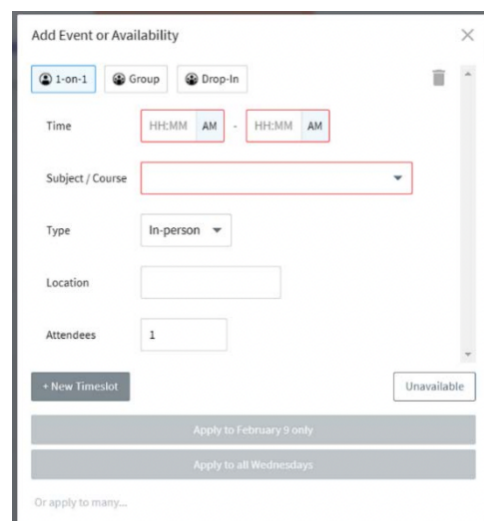 Add Event or Availability
1-on-1 Group Drop-In
Time HH:MM AM - HH:MM AM
Subject / Course
Type In-person
Location
Attendees 1
+ New Timeslot Unavailable
Apply to February 9 only
Apply to all Wednesdays
Or apply to many...